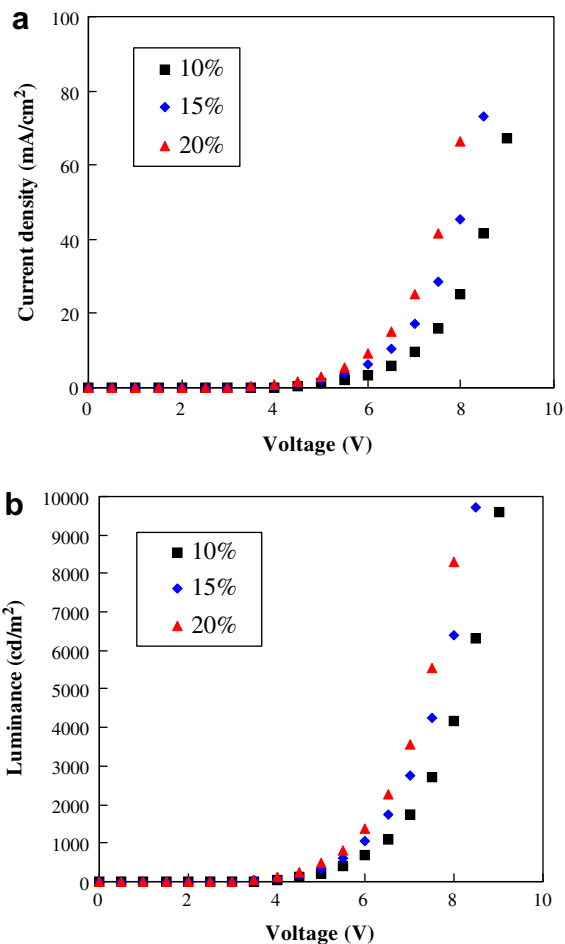 a
100
80
60
40
20
0
Current density (mA/cm²)
10%
15%
20%
0 2 4 6 8 10
Voltage (V)
b
10000
9000
8000
7000
6000
5000
4000
3000
2000
1000
0
Luminance (cd/m²)
10%
15%
20%
0 2 4 6 8 10
Voltage (V)